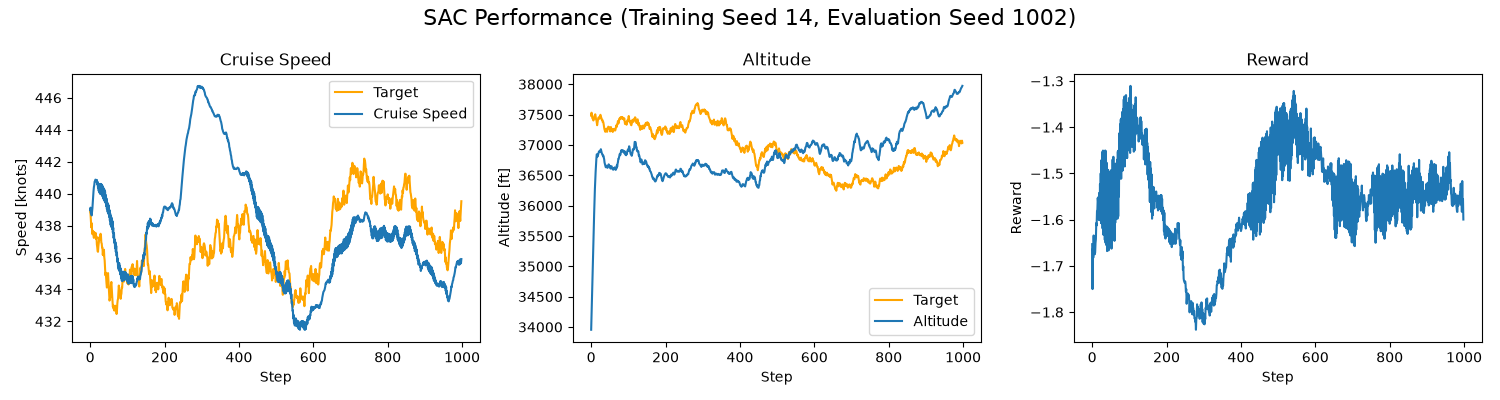 SAC Performance (Training Seed 14, Evaluation Seed 1002)
Cruise Speed
Speed [knots]
446
444
442
440
438
436
434
432
0 200 400 600 800 1000
Step
Target
Cruise Speed
Altitude
Altitude [ft]
38000
37500
37000
36500
36000
35500
35000
34500
34000
0 200 400 600 800 1000
Step
Target
Altitude
Reward
Reward
−1.3
−1.4
−1.5
−1.6
−1.7
−1.8
0 200 400 600 800 1000
Step